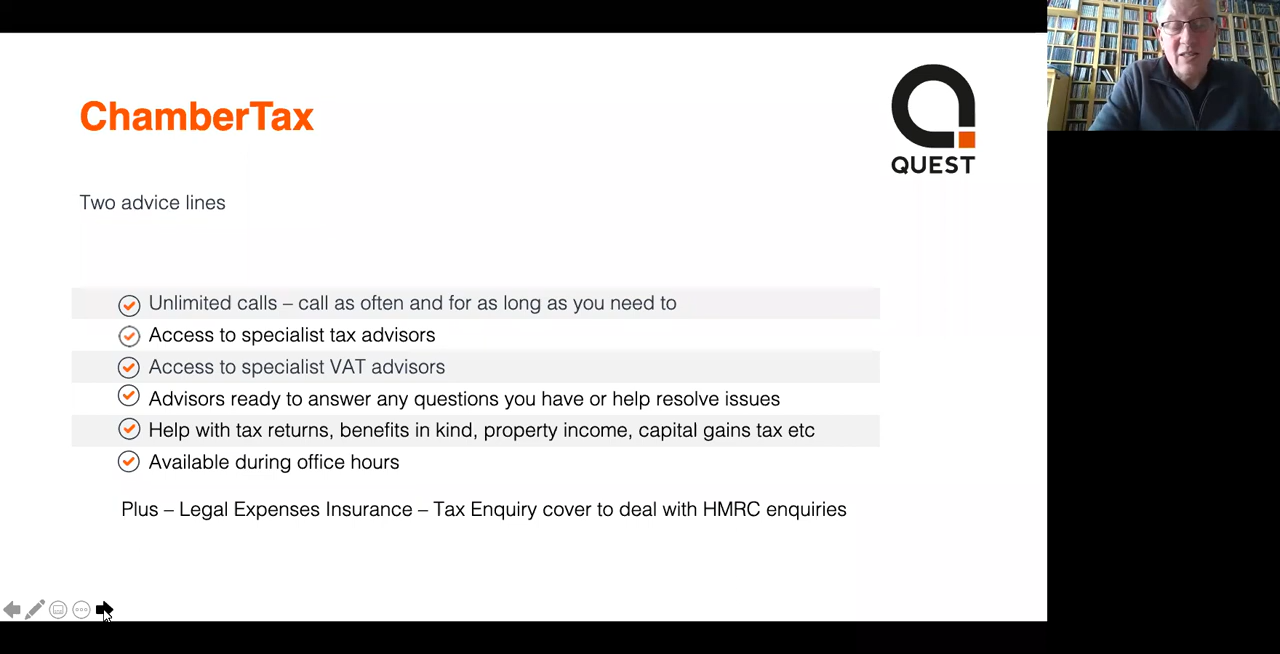 ChamberTax
QUEST
Two advice lines
Unlimited calls – call as often and for as long as you need to
Access to specialist tax advisors
Access to specialist VAT advisors
Advisors ready to answer any questions you have or help resolve issues
Help with tax returns, benefits in kind, property income, capital gains tax etc
Available during office hours
Plus – Legal Expenses Insurance – Tax Enquiry cover to deal with HMRC enquiries